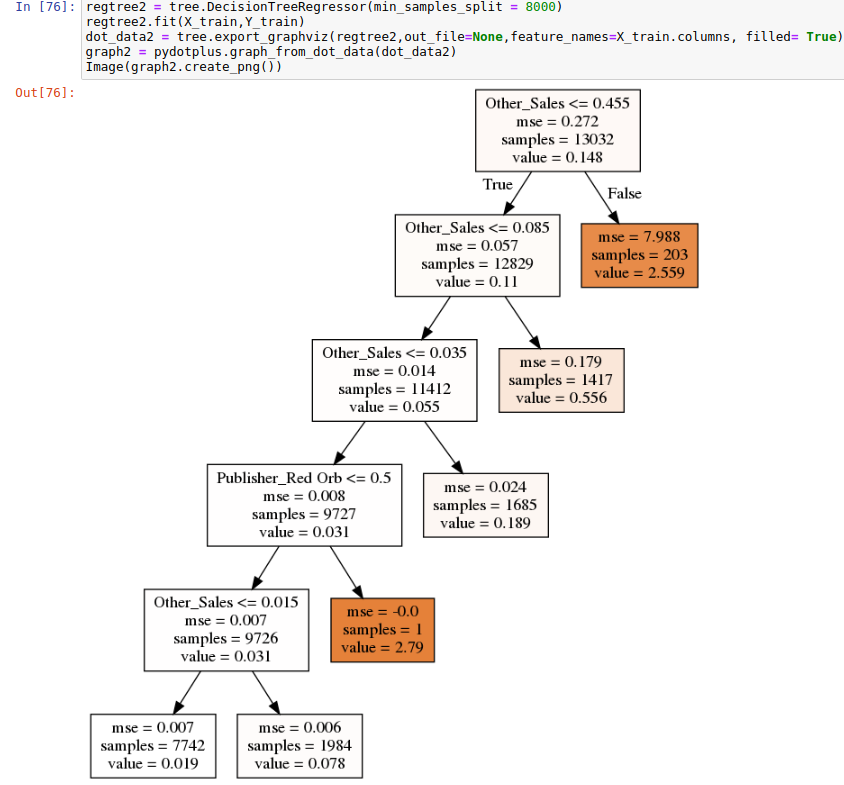 In [76]: regtree2 = tree.DecisionTreeRegressor(min_samples_split = 8000)
regtree2.fit(X_train,Y_train)
dot_data2 = tree.export_graphviz(regtree2,out_file=None,feature_names=X_train.columns, filled= True)
graph2 = pydotplus.graph_from_dot_data(dot_data2)
Image(graph2.create_png())
Out[76]:
Other_Sales <= 0.455
mse = 0.272
samples = 13032
value = 0.148
True
False
Other_Sales <= 0.085
mse = 0.057
samples = 12829
value = 0.11
mse = 7.988
samples = 203
value = 2.559
Other_Sales <= 0.035
mse = 0.014
samples = 11412
value = 0.055
mse = 0.179
samples = 1417
value = 0.556
Publisher_Red Orb <= 0.5
mse = 0.008
samples = 9727
value = 0.031
mse = 0.024
samples = 1685
value = 0.189
Other_Sales <= 0.015
mse = 0.007
samples = 9726
value = 0.031
mse = -0.0
samples = 1
value = 2.79
mse = 0.007
samples = 7742
value = 0.019
mse = 0.006
samples = 1984
value = 0.078